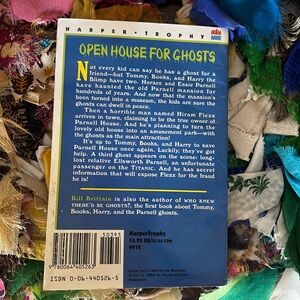 HARPER • TROPHY
OPEN HOUSE FOR GHOSTS
Not every kid can say he has a ghost for a
friend—but Tommy, Books, and Harry the
Blimp have two. Horace and Essie Parnell
have haunted the old Parnell mansion for
hundreds of years. And now that the mansion's
been turned into a museum, the kids are sure the
ghosts can dwell in peace.
Then a horrible man named Hiram Flexx
arrives in town, claiming to be the true owner of
Parnell House. And he's planning to turn the
lovely old house into an amusement park—with
the ghosts as the main attraction!
It's up to Tommy, Books, and Harry to save
Parnell House once again. Luckily, they've got
help. A third ghost appears on the scene: long-
lost relative Ellsworth Parnell, an unfortunate
passenger on the TITANIC. And he has secret
information that will expose Flexx for the fraud
he is!
Bill Brittain is also the author of WHO KNEW
THERE'D BE GHOSTS?, the first book about Tommy,
Books, Harry, and the Parnell ghosts.
50395
9 780064 405263
ISBN 0-06-440526-5
HarperTrophy
$3.95 US
0912